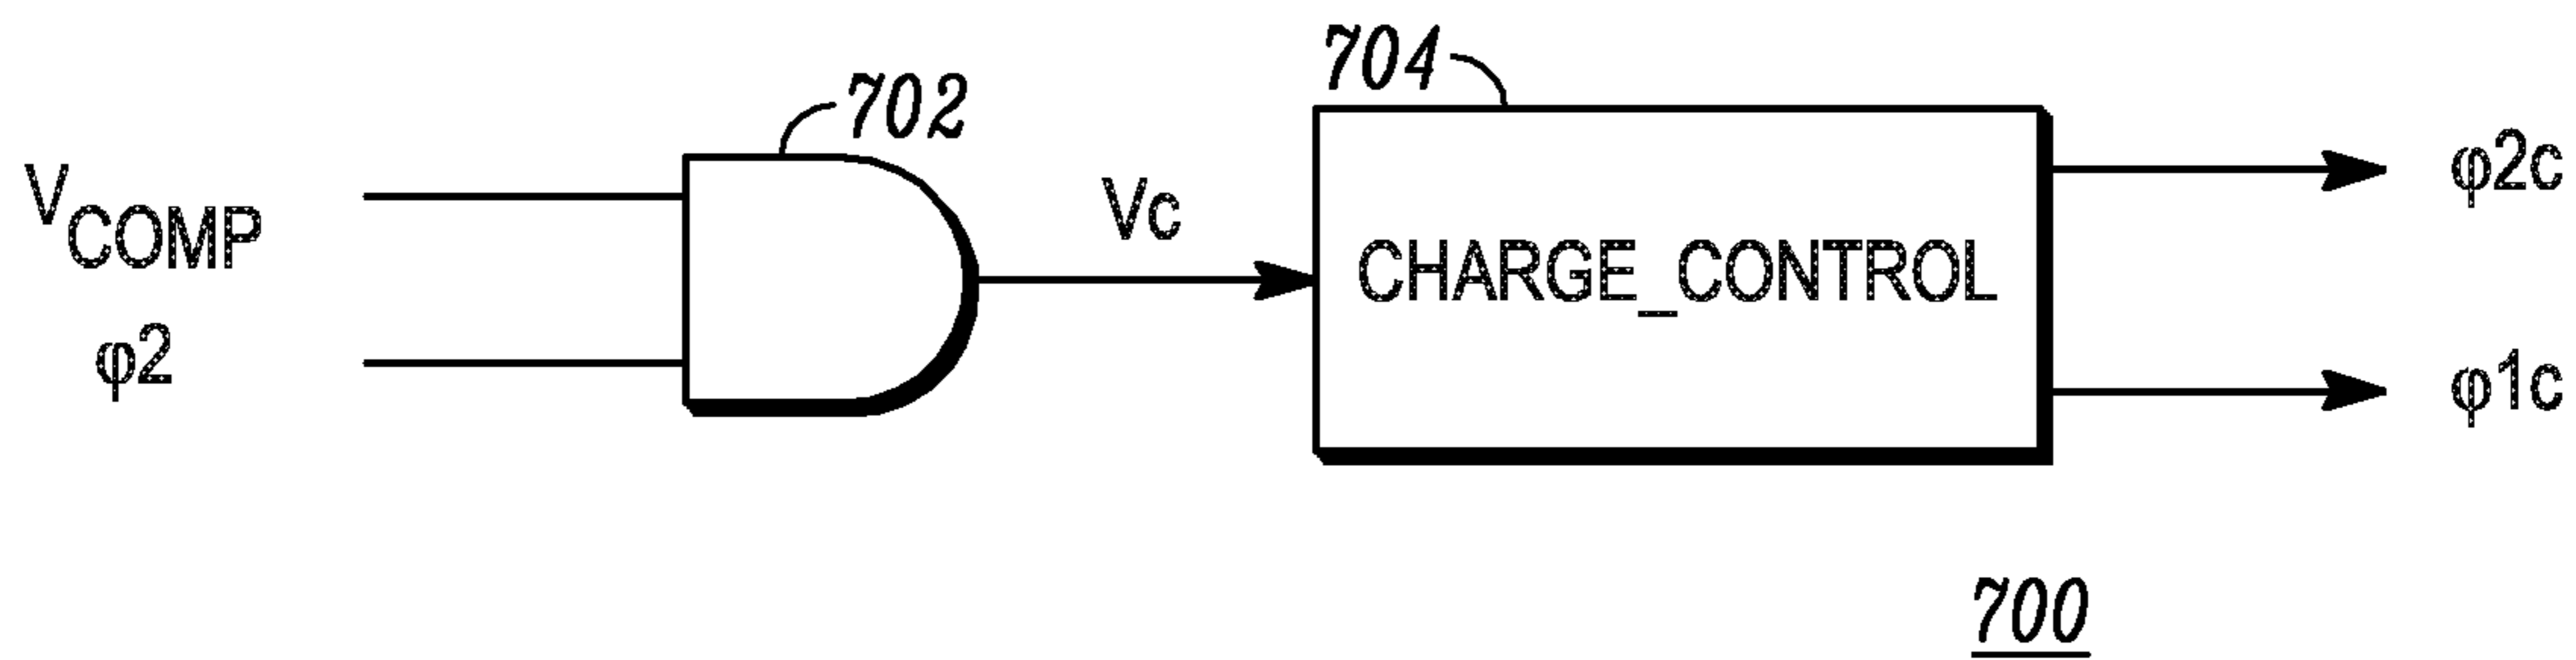 702
704
VCOMP
φ2
Vc
CHARGE_CONTROL
φ2c
φ1c
700